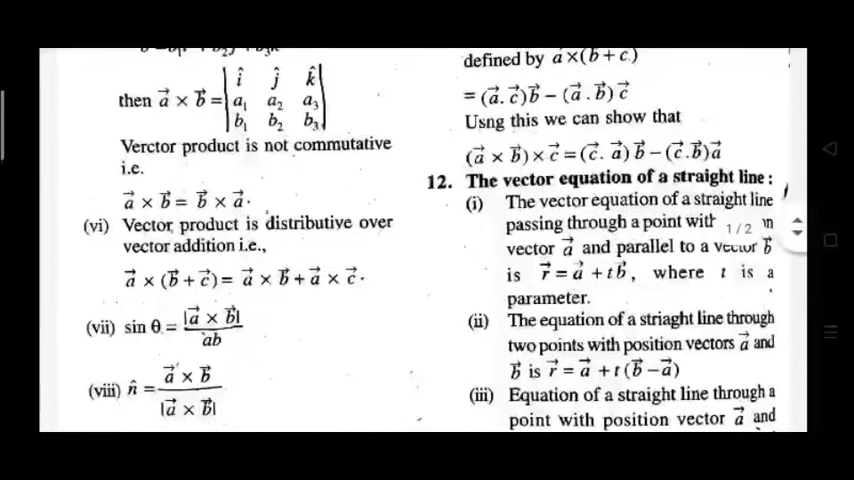 then a⃗ × b⃗ = | î ĵ k̂ |
| a₁ a₂ a₃ |
| b₁ b₂ b₃ |
Verctor product is not commutative
i.e.
a⃗ × b⃗ = b⃗ × a⃗.
(vi) Vector product is distributive over
vector addition i.e.,
a⃗ × (b⃗ + c⃗) = a⃗ × b⃗ + a⃗ × c⃗.
(vii) sin θ = |a⃗ × b⃗| / ab
(viii) n̂ = a⃗ × b⃗ / |a⃗ × b⃗|
defined by a⃗×(b⃗ + c⃗)
= (a⃗. c⃗)b⃗ – (a⃗ . b⃗) c⃗
Usng this we can show that
(a⃗ × b⃗) × c⃗ = (c⃗. a⃗) b⃗ – (c⃗.b⃗)a⃗
12. The vector equation of a straight line :
(i) The vector equation of a straight line
passing through a point with
1/2
vector a⃗ and parallel to a vector b⃗
is r⃗ = a⃗ + tb⃗, where t is a
parameter.
(ii) The equation of a striaght line through
two points with position vectors a⃗ and
b⃗ is r⃗ = a⃗ + t(b⃗ – a⃗)
(iii) Equation of a straight line through a
point with position vector a⃗ and